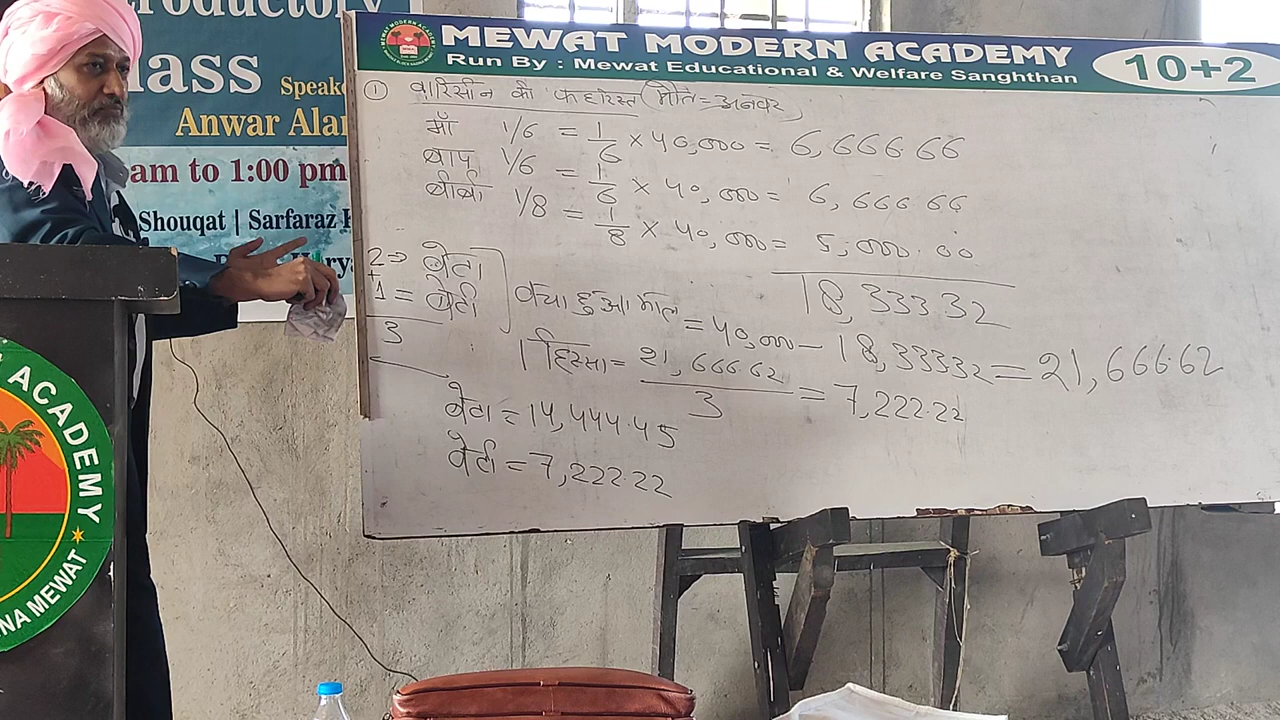 troductory
lass Speake
Anwar Alam
am to 1:00 pm
Shouqat | Sarfaraz K
MEWAT MODERN ACADEMY
Run By : Mewat Educational & Welfare Sanghthan
10+2
① वारिसीन की फहरिस्त (मौत = अनवर)
माँ 1/6 = 1/6 × 40,000 = 6,666.66
बाप 1/6 = 1/6 × 40,000 = 6,666.66
बीबी 1/8 = 1/8 × 40,000 = 5,000.00
18,333.32
2 ⇒ बेटा
+
1 = बेटी
3
बचा हुआ माल = 40,000 – 18,333.32 = 21,666.62
1 हिस्सा = 21,666.62 / 3 = 7,222.22
बेटा = 14,444.45
बेटी = 7,222.22
ACADEMY
NA MEWAT